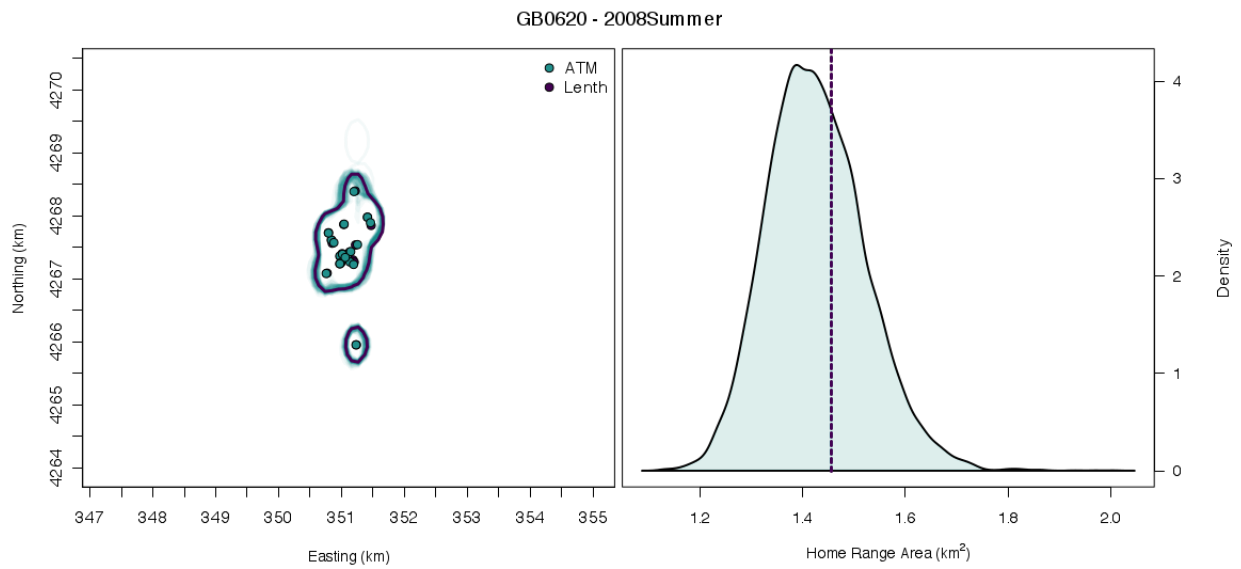 GB0620 - 2008Summer
ATM
Lenth
Northing (km)
4270
4269
4268
4267
4266
4265
4264
347 348 349 350 351 352 353 354 355
Easting (km)
4
3
2
1
0
Density
1.2 1.4 1.6 1.8 2.0
Home Range Area (km²)